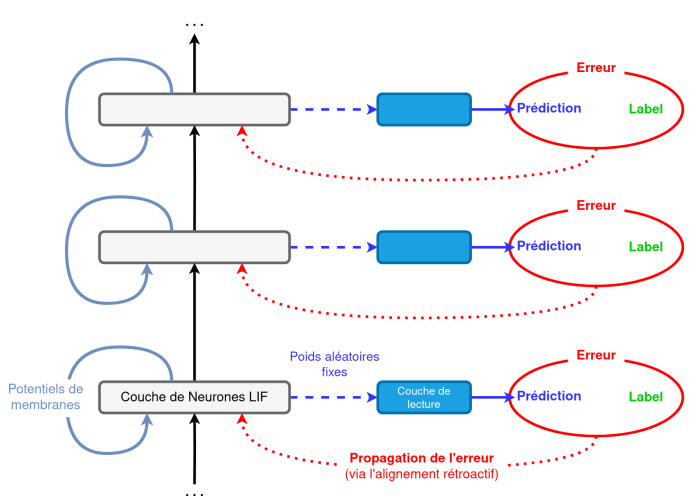 ...
Erreur
Prédiction
Label
Erreur
Prédiction
Label
Poids aléatoires
fixes
Erreur
Potentiels de
membranes
Couche de Neurones LIF
Couche de
lecture
Prédiction
Label
Propagation de l'erreur
(via l'alignement rétroactif)
...